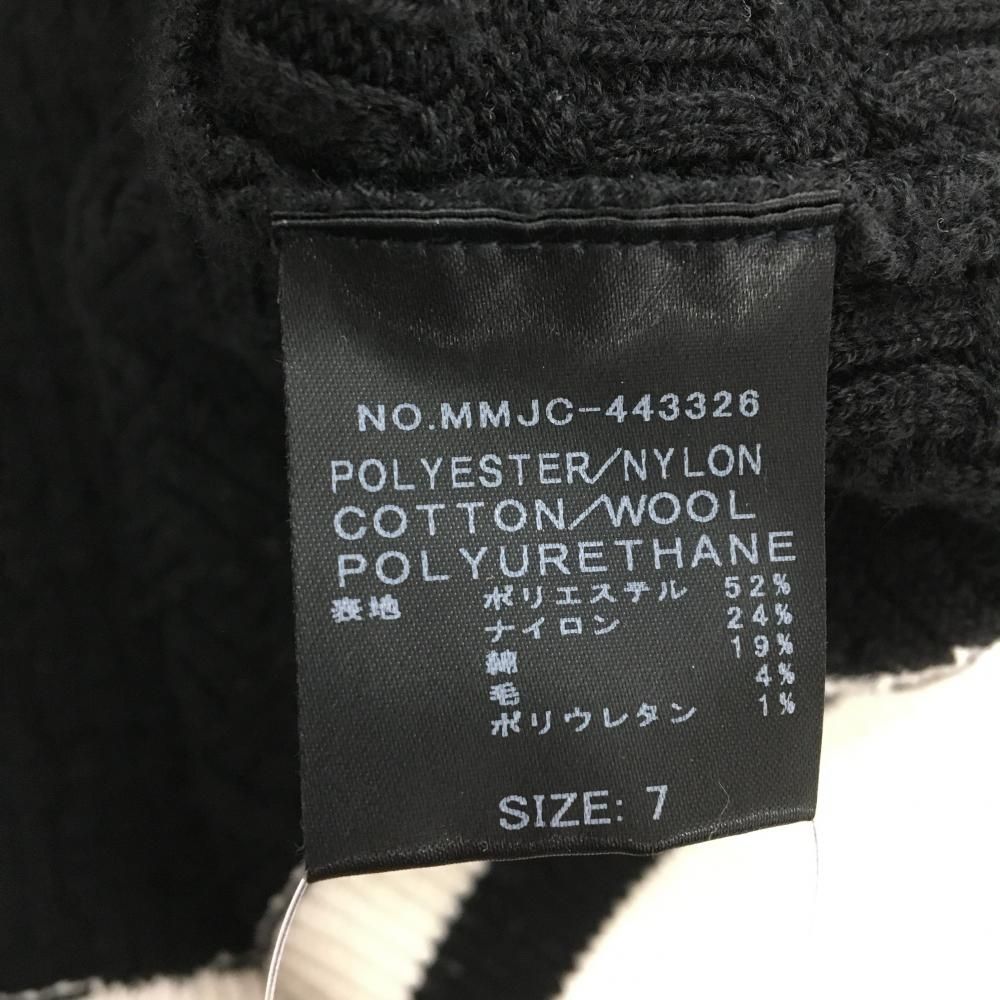 NO.MMJC-443326
POLYESTER/NYLON
COTTON/WOOL
POLYURETHANE
表地 ポリエステル 52%
ナイロン 24%
綿 19%
毛 4%
ポリウレタン 1%
SIZE: 7